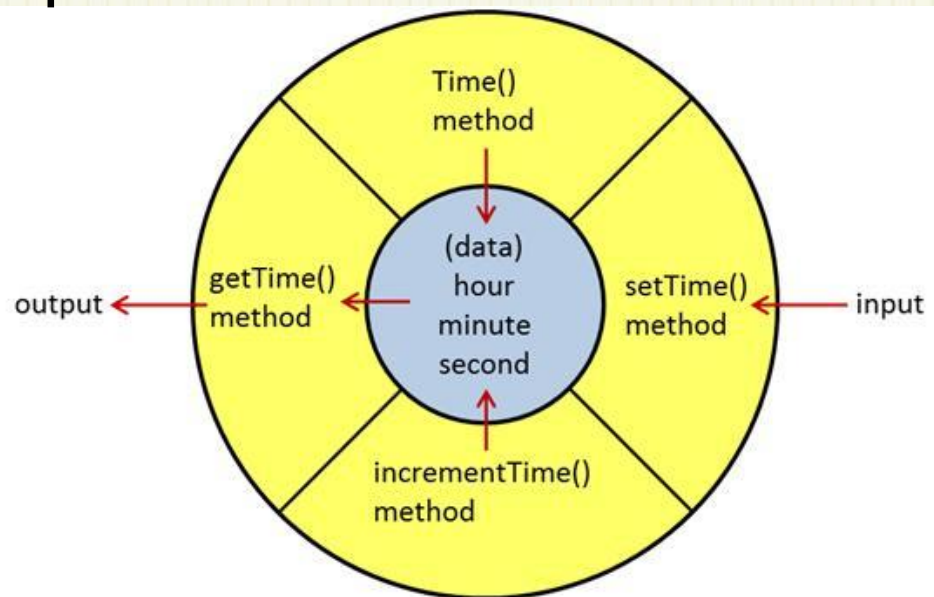 Time()
method
(data)
hour
minute
second
getTime()
method
setTime()
method
output
input
incrementTime()
method